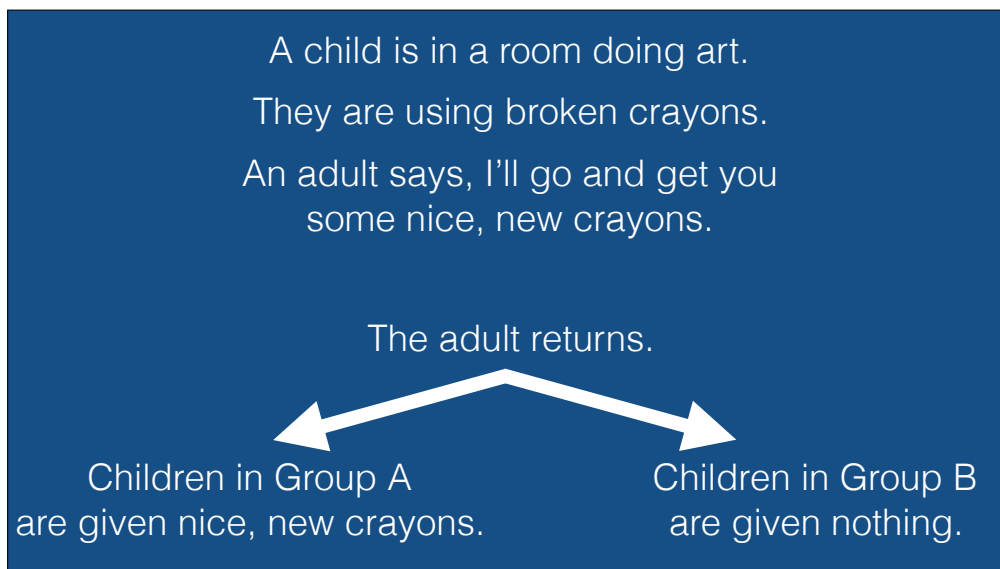 A child is in a room doing art.
They are using broken crayons.
An adult says, I’ll go and get you
some nice, new crayons.
The adult returns.
Children in Group A
are given nice, new crayons.
Children in Group B
are given nothing.